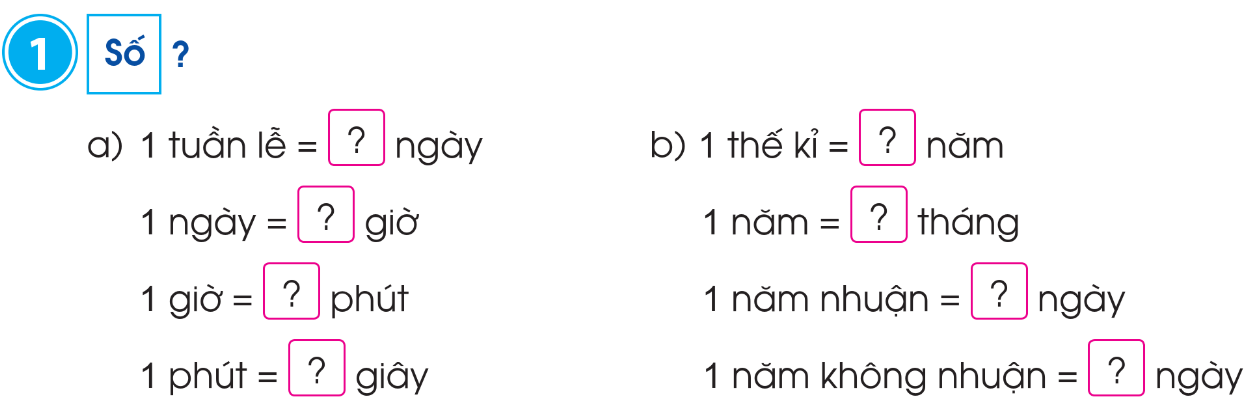 1 Số ?
a) 1 tuần lễ = ? ngày
1 ngày = ? giờ
1 giờ = ? phút
1 phút = ? giây
b) 1 thế kỉ = ? năm
1 năm = ? tháng
1 năm nhuận = ? ngày
1 năm không nhuận = ? ngày